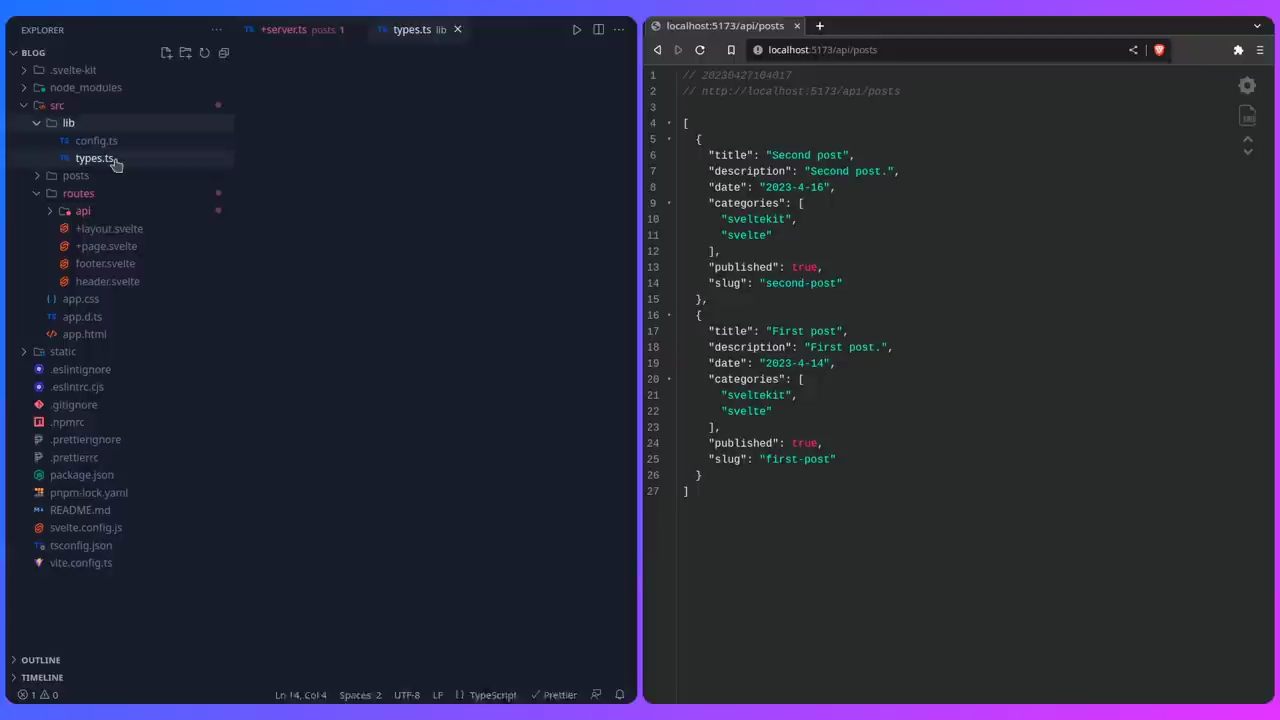 EXPLORER
+server.ts posts 1
types.ts lib
BLOG
.svelte-kit
node_modules
src
lib
config.ts
types.ts
posts
routes
api
+layout.svelte
+page.svelte
footer.svelte
header.svelte
app.css
app.d.ts
app.html
static
.eslintignore
.eslintrc.cjs
.gitignore
.npmrc
.prettierignore
.prettierrc
package.json
pnpm-lock.yaml
README.md
svelte.config.js
tsconfig.json
vite.config.ts
OUTLINE
TIMELINE
1 0
Ln 14, Col 4
Spaces: 2
UTF-8
LF
TypeScript
Prettier
localhost:5173/api/posts
localhost:5173/api/posts
1 // 20230427104017
2 // http://localhost:5173/api/posts
3
4 [
5 {
6 "title": "Second post",
7 "description": "Second post.",
8 "date": "2023-4-16",
9 "categories": [
10 "sveltekit",
11 "svelte"
12 ],
13 "published": true,
14 "slug": "second-post"
15 },
16 {
17 "title": "First post",
18 "description": "First post.",
19 "date": "2023-4-14",
20 "categories": [
21 "sveltekit",
22 "svelte"
23 ],
24 "published": true,
25 "slug": "first-post"
26 }
27 ]